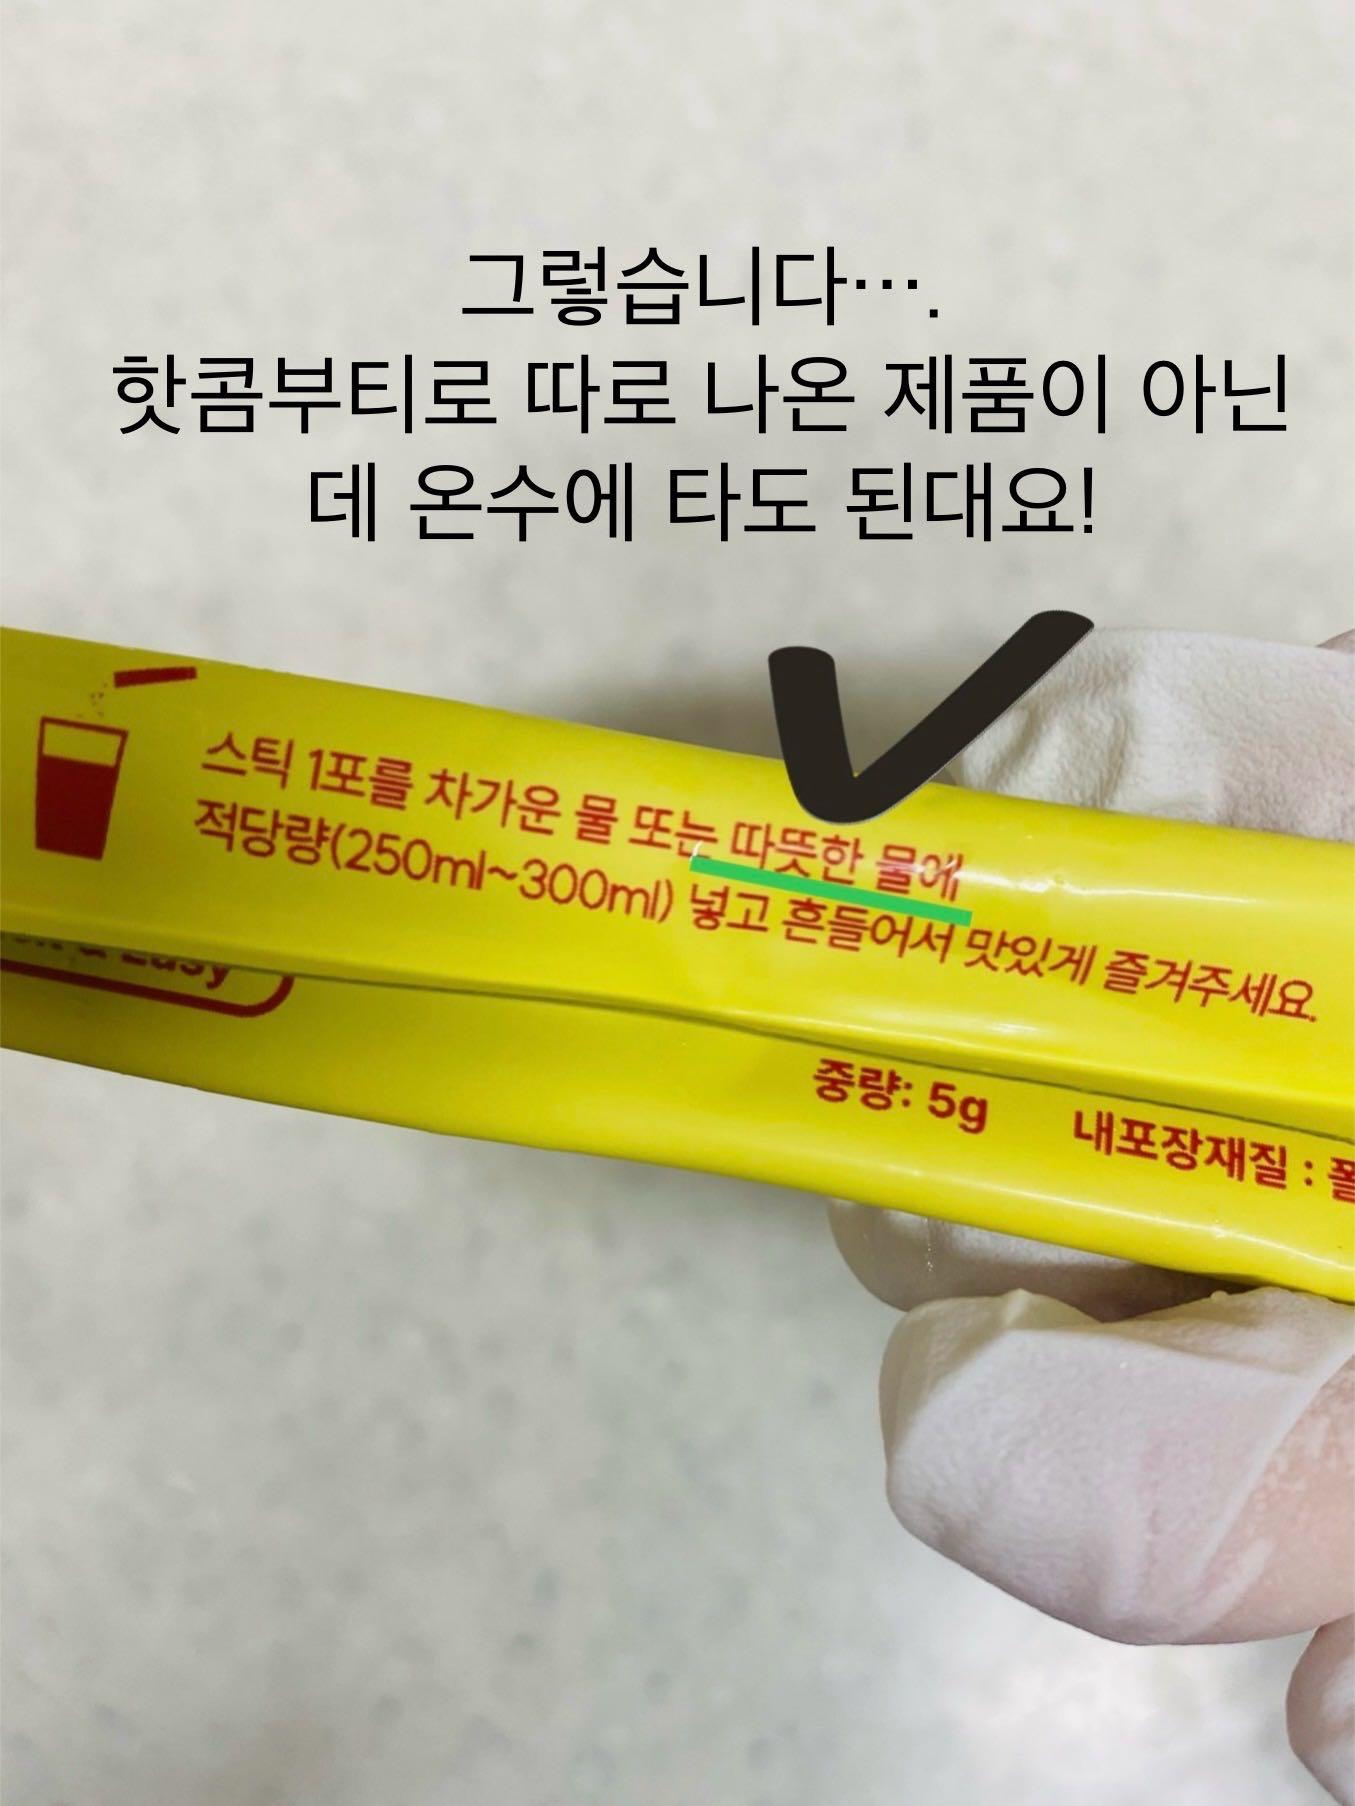 그렇습니다….
핫콤부티로 따로 나온 제품이 아닌
데 온수에 타도 된대요!
스틱 1포를 차가운 물 또는 따뜻한 물에
적당량(250ml~300ml) 넣고 흔들어서 맛있게 즐겨주세요.
Easy
중량: 5g 내포장재질 : 폴